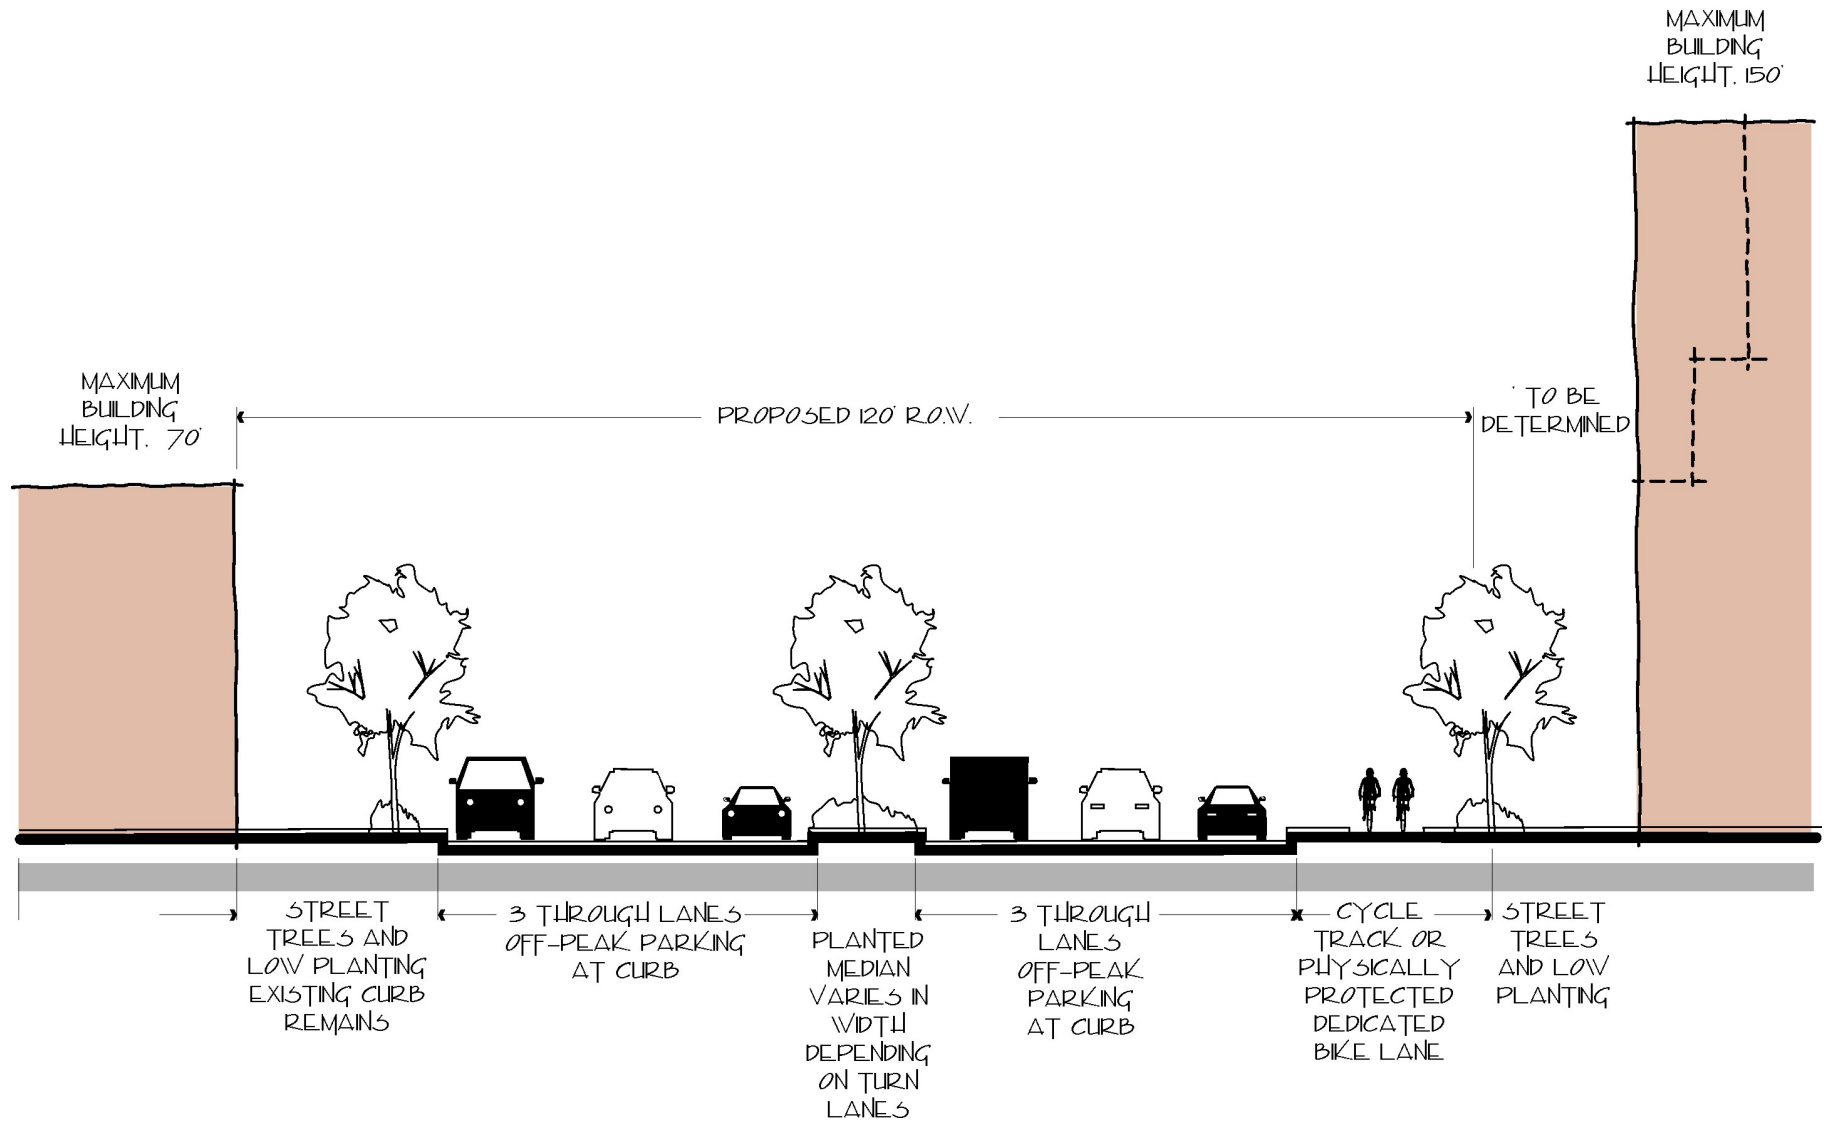 MAXIMUM
BUILDING
HEIGHT. 150'
MAXIMUM
BUILDING
HEIGHT. 70'
PROPOSED 120' R.O.W.
TO BE
DETERMINED
STREET
TREES AND
LOW PLANTING
EXISTING CURB
REMAINS
3 THROUGH LANES
OFF-PEAK PARKING
AT CURB
PLANTED
MEDIAN
VARIES IN
WIDTH
DEPENDING
ON TURN
LANES
3 THROUGH
LANES
OFF-PEAK
PARKING
AT CURB
CYCLE
TRACK OR
PHYSICALLY
PROTECTED
DEDICATED
BIKE LANE
STREET
TREES
AND LOW
PLANTING